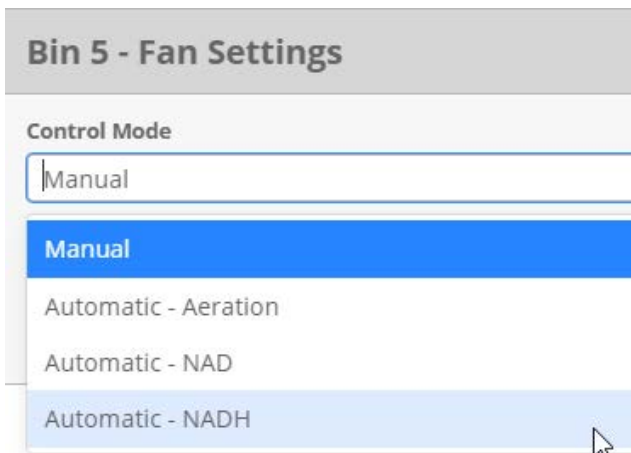 Bin 5 - Fan Settings
Control Mode
Manual
Manual
Automatic - Aeration
Automatic - NAD
Automatic - NADH